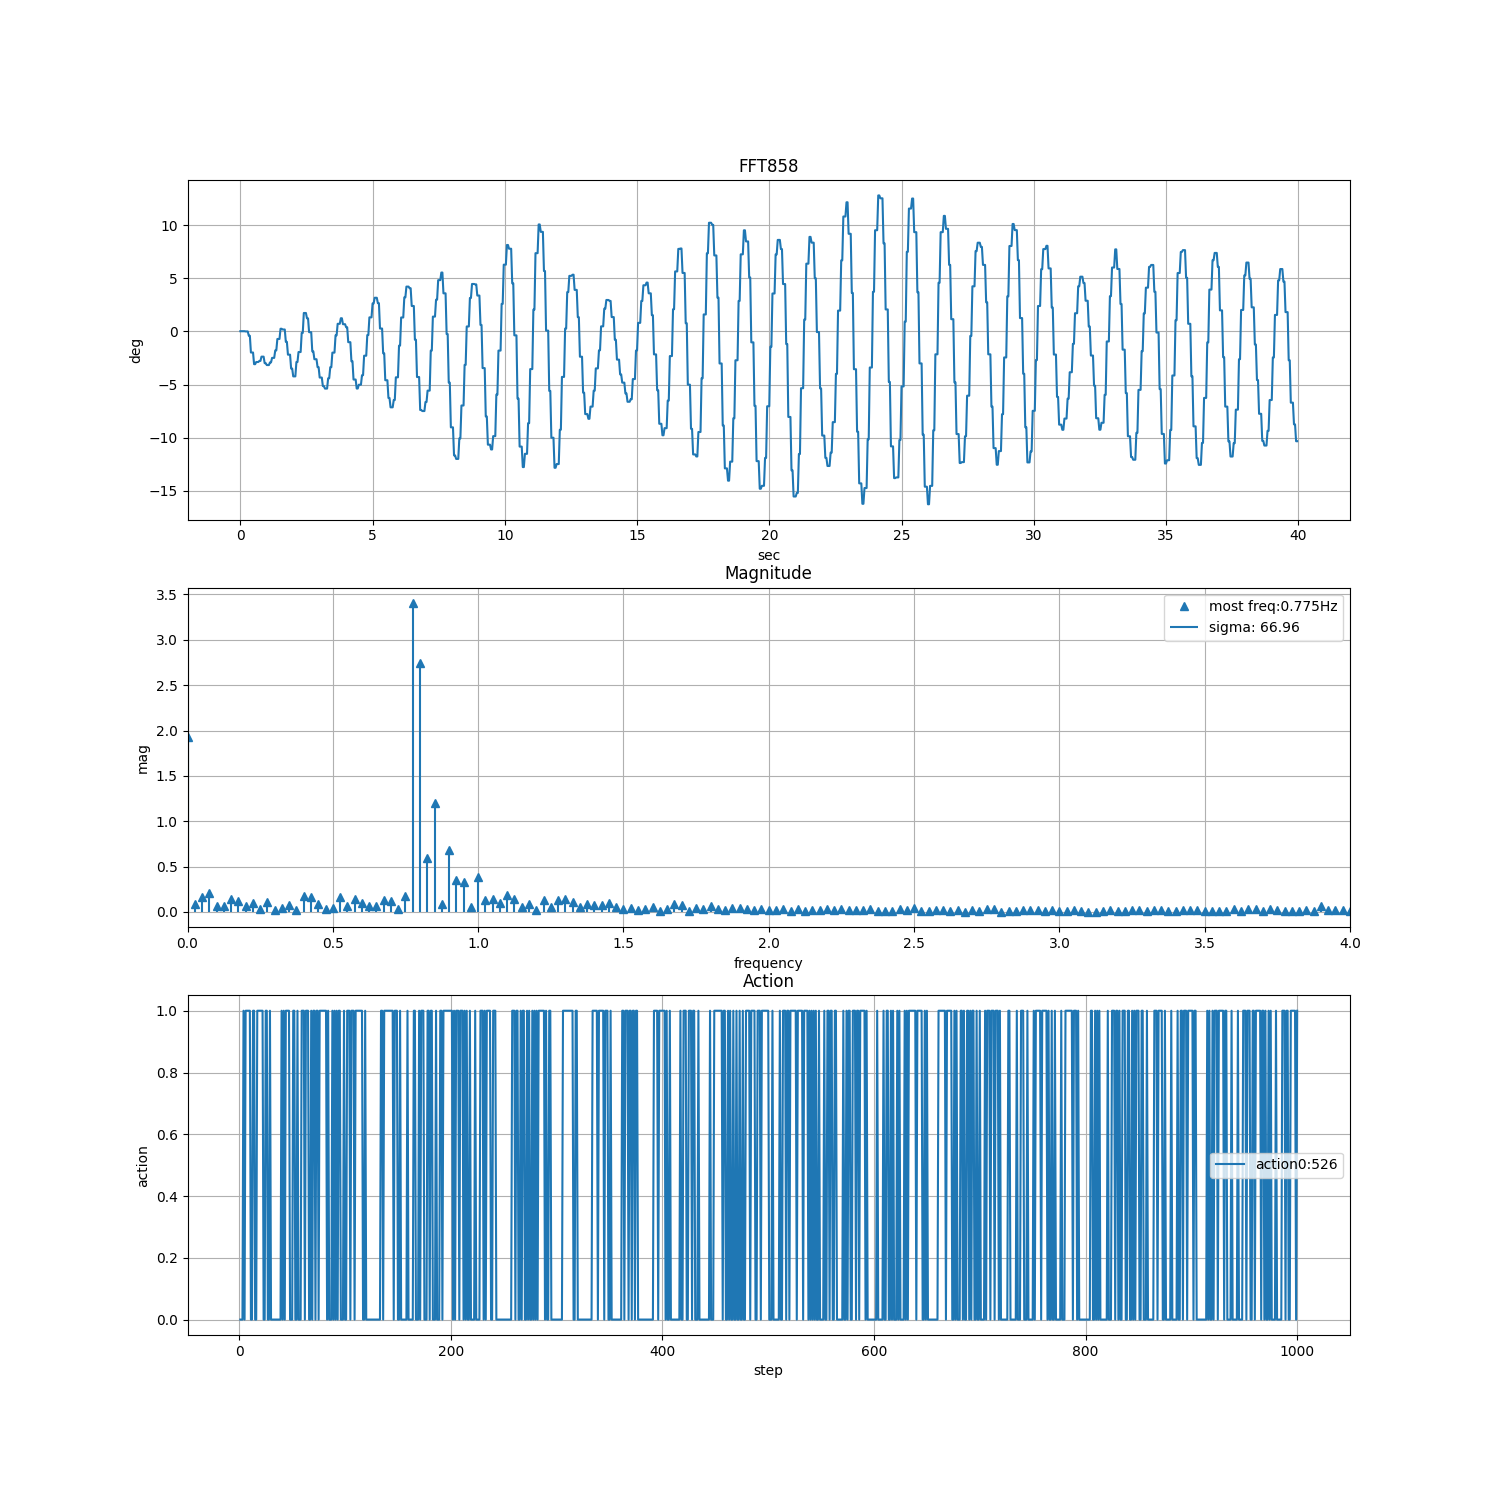 FFT858
10
5
0
−5
−10
−15
deg
0 5 10 15 20 25 30 35 40
sec
Magnitude
3.5
3.0
2.5
2.0
1.5
1.0
0.5
0.0
mag
most freq:0.775Hz
sigma: 66.96
0.0 0.5 1.0 1.5 2.0 2.5 3.0 3.5 4.0
frequency
Action
1.0
0.8
0.6
0.4
0.2
0.0
action
action0:526
0 200 400 600 800 1000
step